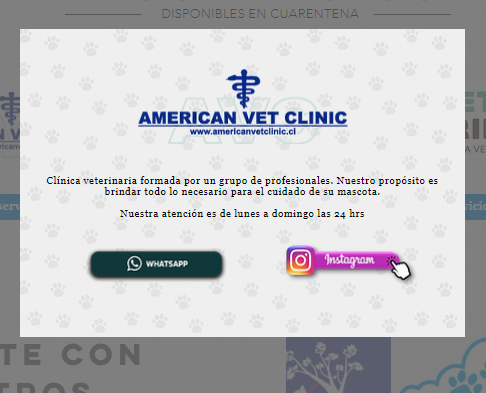 DISPONIBLES EN CUARENTENA
AMERICAN VET CLINIC
www.americanvetclinic.cl
Clínica veterinaria formada por un grupo de profesionales. Nuestro propósito es
brindar todo lo necesario para el cuidado de su mascota.
Nuestra atención es de lunes a domingo las 24 hrs
WHATSAPP
Instagram
TE CON